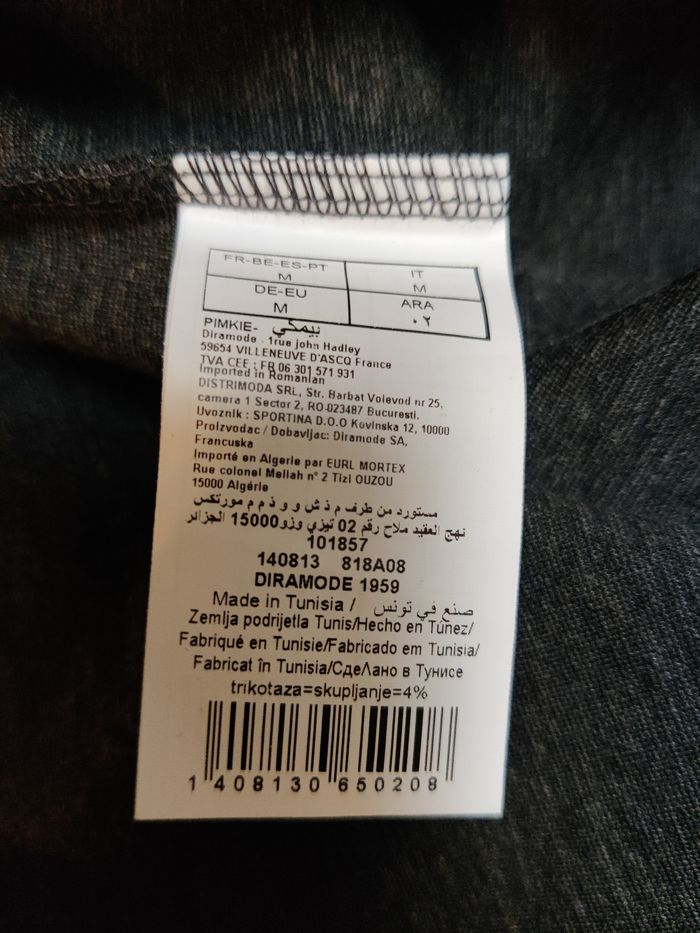 FR-BE-ES-PT
M
IT
M
DE-EU
M
ARA
٠٢
PIMKIE- بيمكي
Diramode - 1rue john Hadley
59654 VILLENEUVE D'ASCQ France
TVA CEE : FR 06 301 571 931
Imported in Romanian
DISTRIMODA SRL, Str. Barbat Voievod nr 25,
camera 1 Sector 2, RO-023487 Bucuresti.
Uvoznik : SPORTINA D.O.O Kovinska 12, 10000
Proizvodac / Dobavljac: Diramode SA,
Francuska
Importé en Algerie par EURL MORTEX
Rue colonel Mellah n° 2 Tizi OUZOU
15000 Algérie
مستورد من طرف م ذ ش و و ذ م م مورتكس
نهج العقيد ملاح رقم 02 تيزي وزو15000 الجزائر
101857
140813 818A08
DIRAMODE 1959
Made in Tunisia / صنع في تونس
Zemlja podrijetla Tunis/Hecho en Túnez/
Fabriqué en Tunisie/Fabricado em Tunisia/
Fabricat în Tunisia/Сделано в Тунисе
trikotaza=skupljanje=4%
1 408130 650208